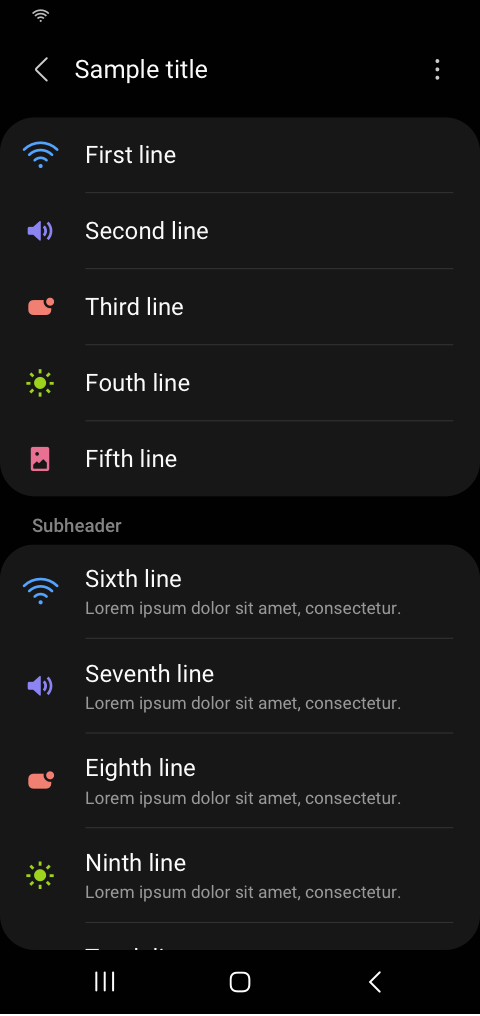 Sample title
First line
Second line
Third line
Fouth line
Fifth line
Subheader
Sixth line
Lorem ipsum dolor sit amet, consectetur.
Seventh line
Lorem ipsum dolor sit amet, consectetur.
Eighth line
Lorem ipsum dolor sit amet, consectetur.
Ninth line
Lorem ipsum dolor sit amet, consectetur.